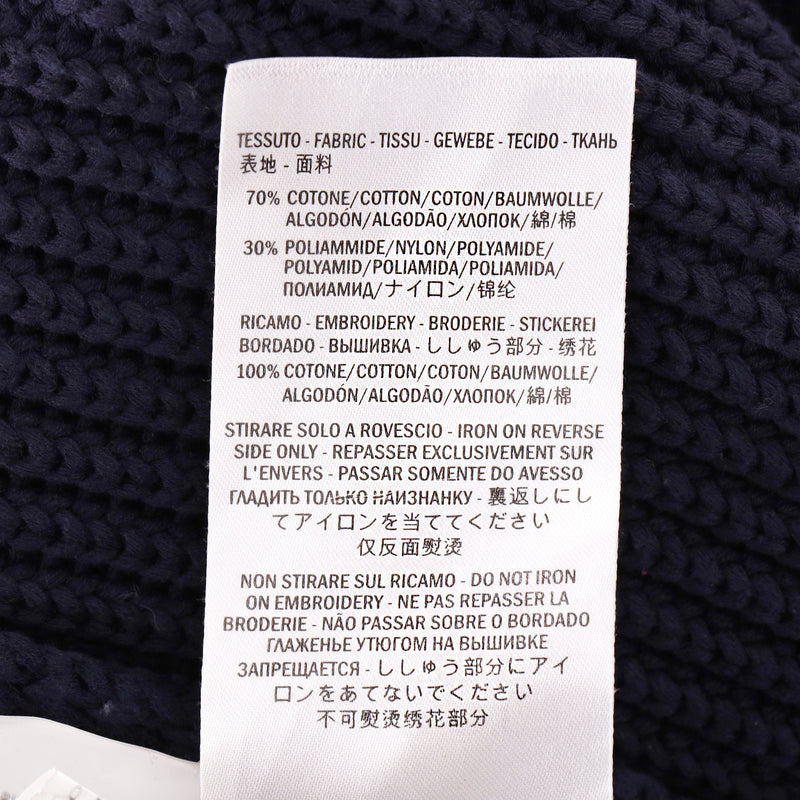 TESSUTO - FABRIC - TISSU - GEWEBE - TECIDO - ТКАНЬ
表地 - 面料
70% COTONE/COTTON/COTON/BAUMWOLLE/
ALGODÓN/ALGODÃO/ХЛОПОК/綿/棉
30% POLIAMMIDE/NYLON/POLYAMIDE/
POLYAMID/POLIAMIDA/POLIAMIDA/
ПОЛИАМИД/ナイロン/锦纶
RICAMO - EMBROIDERY - BRODERIE - STICKEREI
BORDADO - ВЫШИВКА - ししゅう部分 - 绣花
100% COTONE/COTTON/COTON/BAUMWOLLE/
ALGODÓN/ALGODÃO/ХЛОПОК/綿/棉
STIRARE SOLO A ROVESCIO - IRON ON REVERSE
SIDE ONLY - REPASSER EXCLUSIVEMENT SUR
L'ENVERS - PASSAR SOMENTE DO AVESSO
ГЛАДИТЬ ТОЛЬКО НАИЗНАНКУ - 裏返しにし
てアイロンを当ててください
仅反面熨烫
NON STIRARE SUL RICAMO - DO NOT IRON
ON EMBROIDERY - NE PAS REPASSER LA
BRODERIE - NÃO PASSAR SOBRE O BORDADO
ГЛАЖЕНЬЕ УТЮГОМ НА ВЫШИВКЕ
ЗАПРЕЩАЕТСЯ - ししゅう部分にアイ
ロンをあてないでください
不可熨烫绣花部分